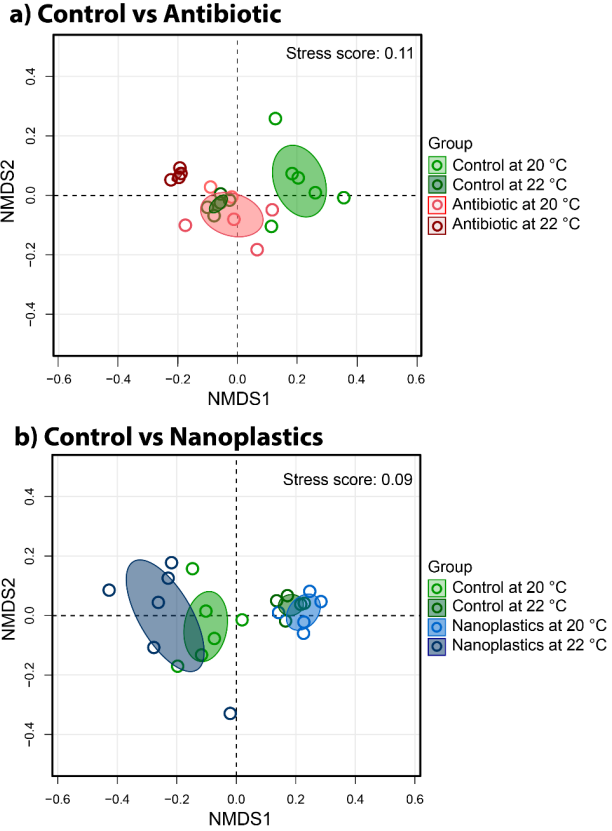 a) Control vs Antibiotic
Stress score: 0.11
NMDS2
0.4
0.2
0.0
−0.2
−0.4
−0.6
−0.4
−0.2
0.0
0.2
0.4
0.6
NMDS1
Group
Control at 20 °C
Control at 22 °C
Antibiotic at 20 °C
Antibiotic at 22 °C
b) Control vs Nanoplastics
Stress score: 0.09
NMDS2
0.4
0.2
0.0
−0.2
−0.4
−0.6
−0.4
−0.2
0.0
0.2
0.4
0.6
NMDS1
Group
Control at 20 °C
Control at 22 °C
Nanoplastics at 20 °C
Nanoplastics at 22 °C